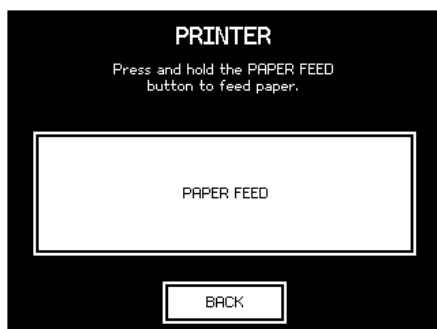 PRINTER
Press and hold the PAPER FEED
button to feed paper.
PAPER FEED
BACK